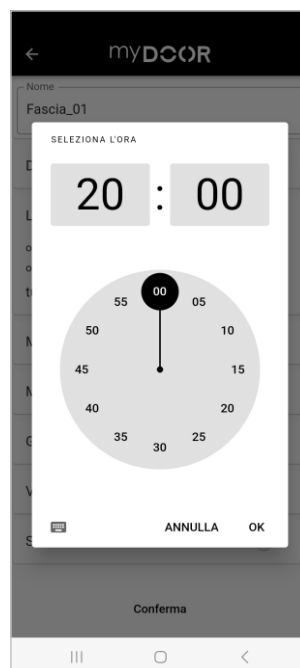 myDOOR
Nome
Fascia_01
SELEZIONA L'ORA
20 : 00
00
55 05
50 10
45 15
40 20
35 25
30
ANNULLA OK
Conferma